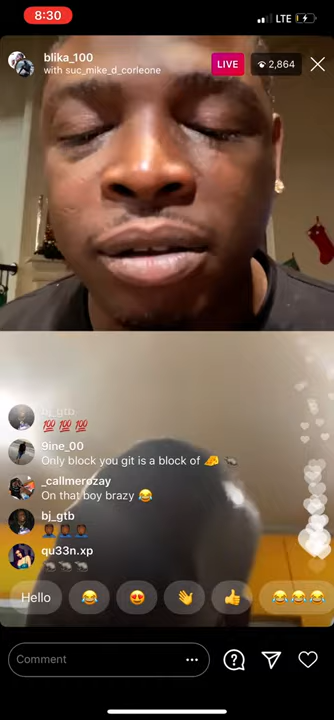 8:30
LTE
blika_100
with suc_mike_d_corleone
LIVE
2,864
bj_gtb
💯 💯 💯
9ine_00
Only block you git is a block of 🧀 🐀
_callmerozay
On that boy brazy 😂
bj_gtb
🤦🏾‍♂️🤦🏾‍♂️🤦🏾‍♂️
qu33n.xp
🐀🐀🐀
Hello 😂 😍 👋 👍 😂😂😂
Comment